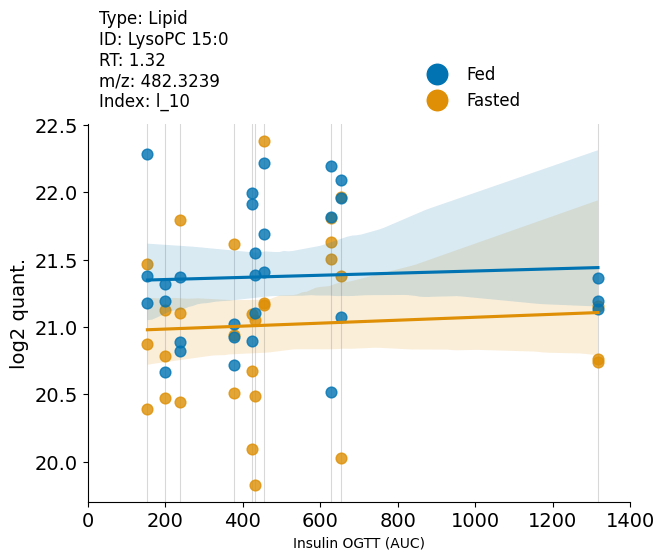 Type: Lipid
ID: LysoPC 15:0
RT: 1.32
m/z: 482.3239
Index: l_10
Fed
Fasted
22.5
22.0
21.5
21.0
20.5
20.0
log2 quant.
0 200 400 600 800 1000 1200 1400
Insulin OGTT (AUC)